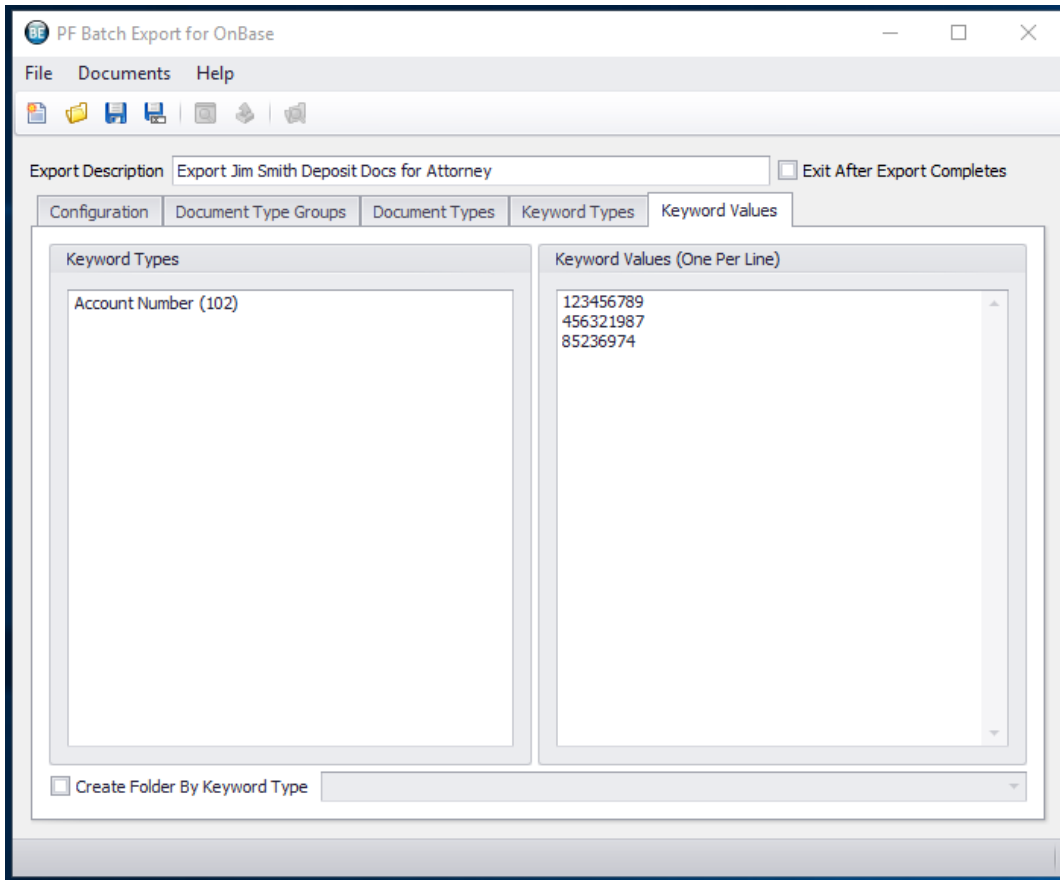 BE PF Batch Export for OnBase
File Documents Help
Export Description Export Jim Smith Deposit Docs for Attorney Exit After Export Completes
Configuration Document Type Groups Document Types Keyword Types Keyword Values
Keyword Types
Account Number (102)
Keyword Values (One Per Line)
123456789
456321987
85236974
Create Folder By Keyword Type